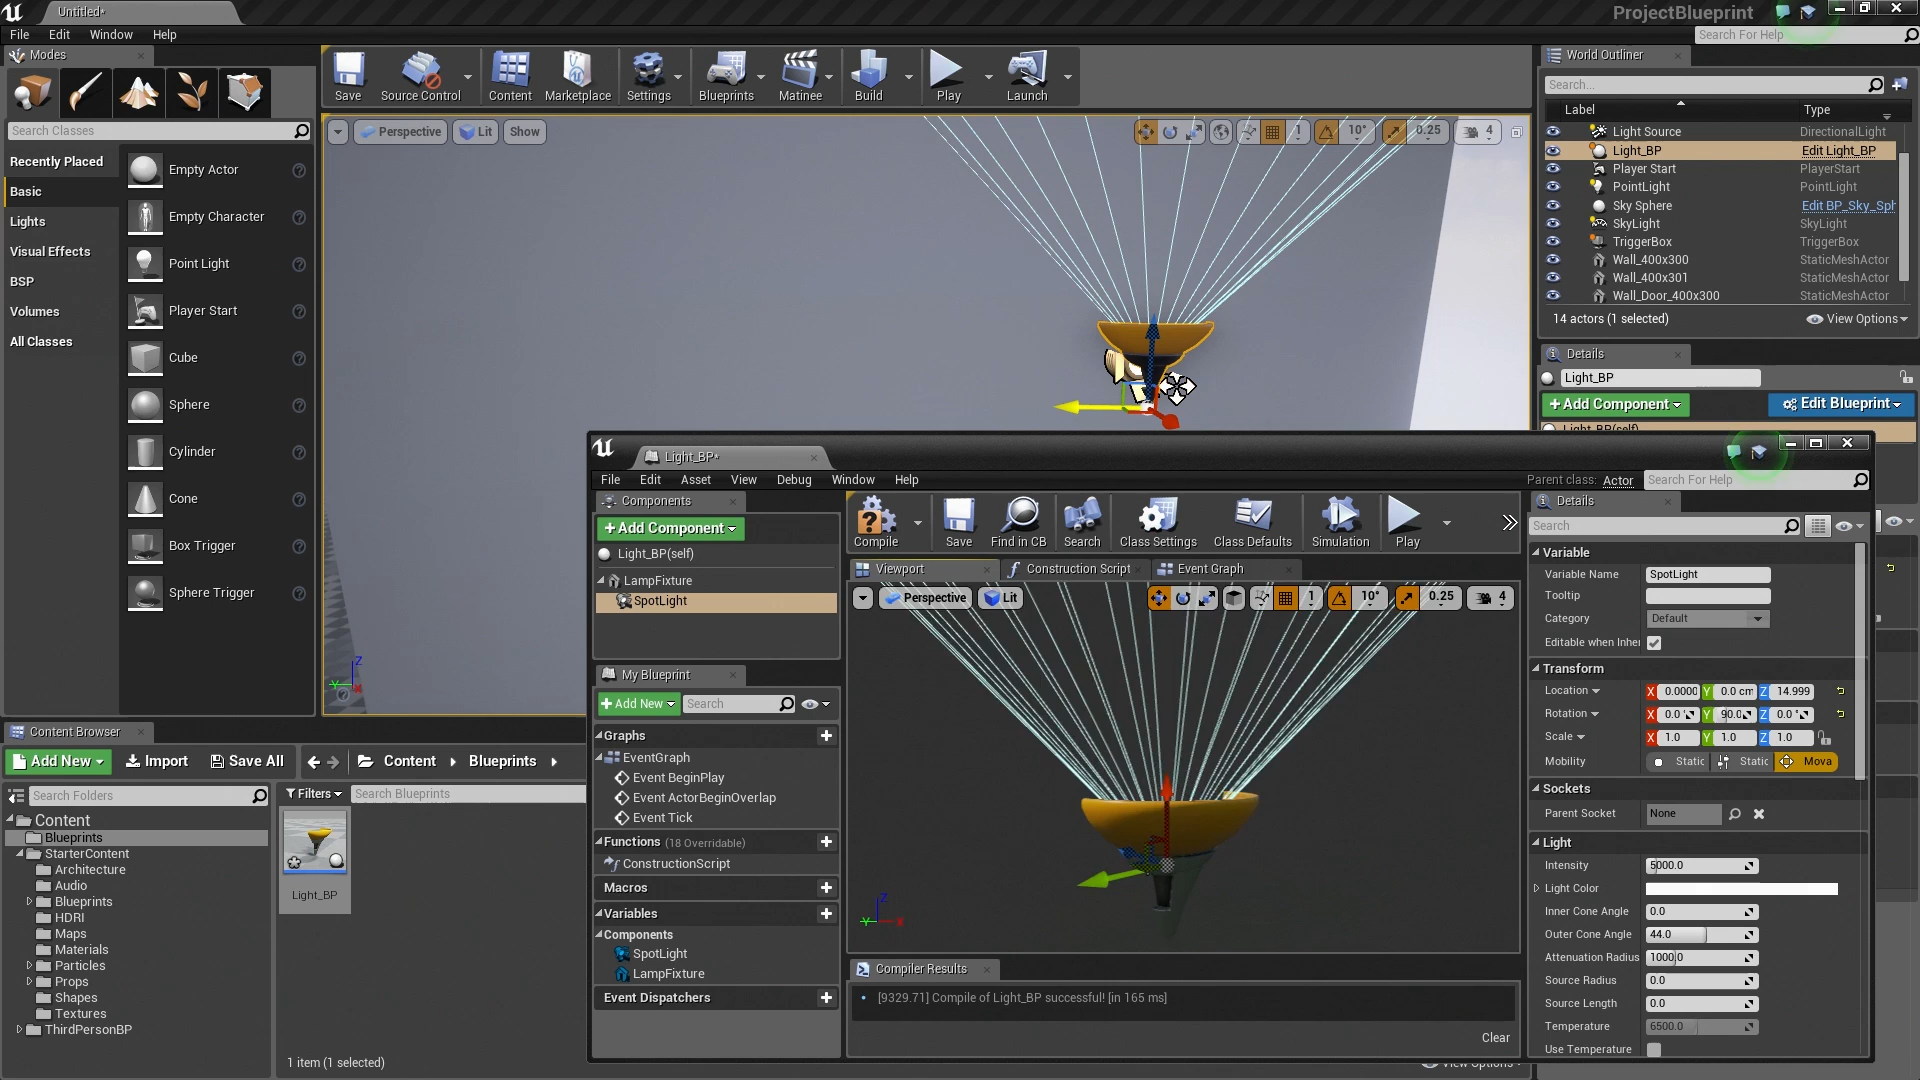 Untitled*
ProjectBlueprint
File Edit Window Help
Search For Help
Modes
Save
Source Control
Content
Marketplace
Settings
Blueprints
Matinee
Build
Play
Launch
World Outliner
Search...
Label Type
Light Source DirectionalLight
Light_BP Edit Light_BP
Player Start PlayerStart
PointLight PointLight
Sky Sphere Edit BP_Sky_Sph
SkyLight SkyLight
TriggerBox TriggerBox
Wall_400x300 StaticMeshActor
Wall_400x301 StaticMeshActor
Wall_Door_400x300 StaticMeshActor
14 actors (1 selected) View Options
Details
Light_BP
+Add Component
Edit Blueprint
Light_BP(self)
Search Classes
Recently Placed
Basic
Lights
Visual Effects
BSP
Volumes
All Classes
Empty Actor
Empty Character
Point Light
Player Start
Cube
Sphere
Cylinder
Cone
Box Trigger
Sphere Trigger
Perspective Lit Show
1 10° 0.25 4
Z
Y X
Content Browser
Add New Import Save All Content Blueprints
Search Folders
Filters Search Blueprints
Content
Blueprints
StarterContent
Architecture
Audio
Blueprints
HDRI
Maps
Materials
Particles
Props
Shapes
Textures
ThirdPersonBP
Light_BP
1 item (1 selected)
View Options
Light_BP*
File Edit Asset View Debug Window Help
Parent class: Actor
Search For Help
Components
+Add Component
Light_BP(self)
LampFixture
SpotLight
My Blueprint
+Add New Search
Graphs
EventGraph
Event BeginPlay
Event ActorBeginOverlap
Event Tick
Functions (18 Overridable)
ConstructionScript
Macros
Variables
Components
SpotLight
LampFixture
Event Dispatchers
Compile
Save
Find in CB
Search
Class Settings
Class Defaults
Simulation
Play
Viewport
Construction Script
Event Graph
Perspective Lit
1 10° 0.25 4
Z
Y X
Compiler Results
[9329.71] Compile of Light_BP successful! [in 165 ms]
Clear
Details
Search
Variable
Variable Name SpotLight
Tooltip
Category Default
Editable when Inher
Transform
Location X 0.0000 Y 0.0 cm Z 14.999
Rotation X 0.0 ° Y 90.0 Z 0.0 °
Scale X 1.0 Y 1.0 Z 1.0
Mobility Static Static Mova
Sockets
Parent Socket None
Light
Intensity 5000.0
Light Color
Inner Cone Angle 0.0
Outer Cone Angle 44.0
Attenuation Radius 1000.0
Source Radius 0.0
Source Length 0.0
Temperature 6500.0
Use Temperature